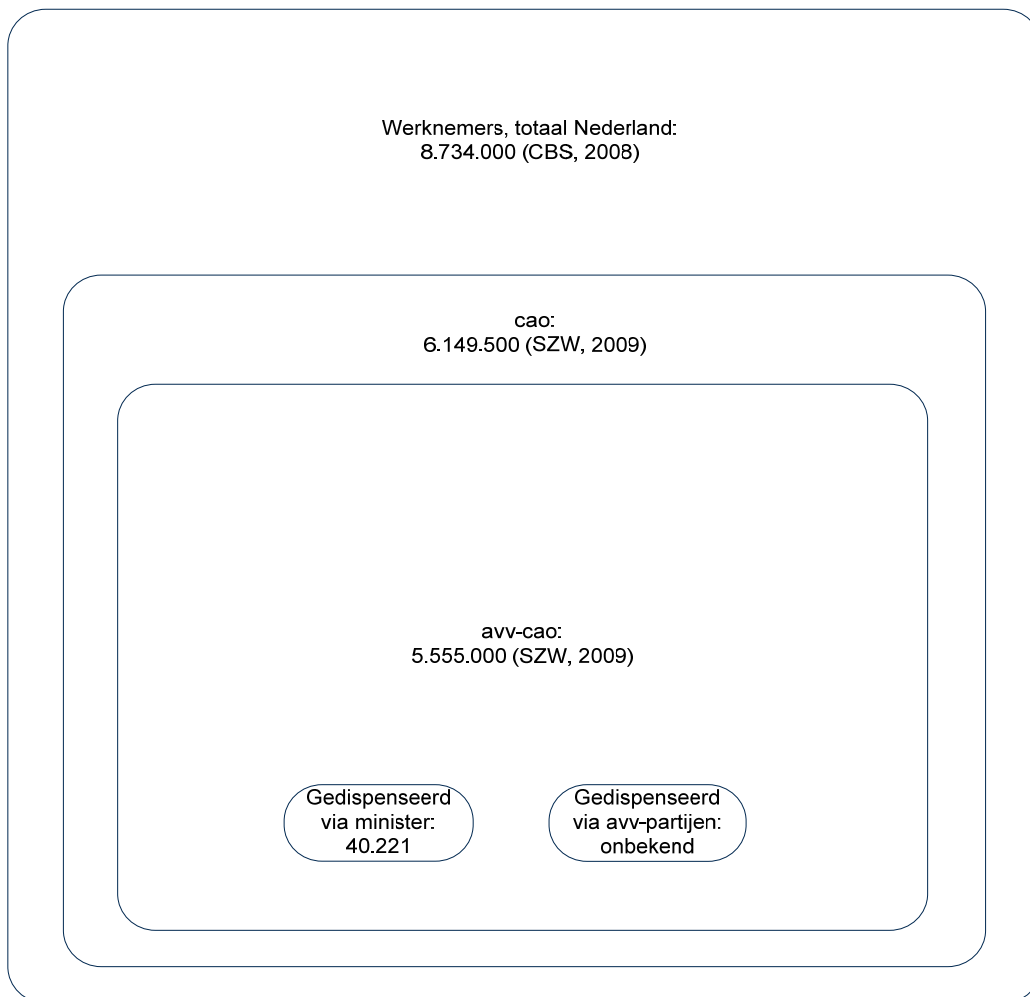 Werknemers, totaal Nederland:
8.734.000 (CBS, 2008)
cao:
6.149.500 (SZW, 2009)
avv-cao:
5.555.000 (SZW, 2009)
Gedispenseerd
via minister:
40.221
Gedispenseerd
via avv-partijen:
onbekend